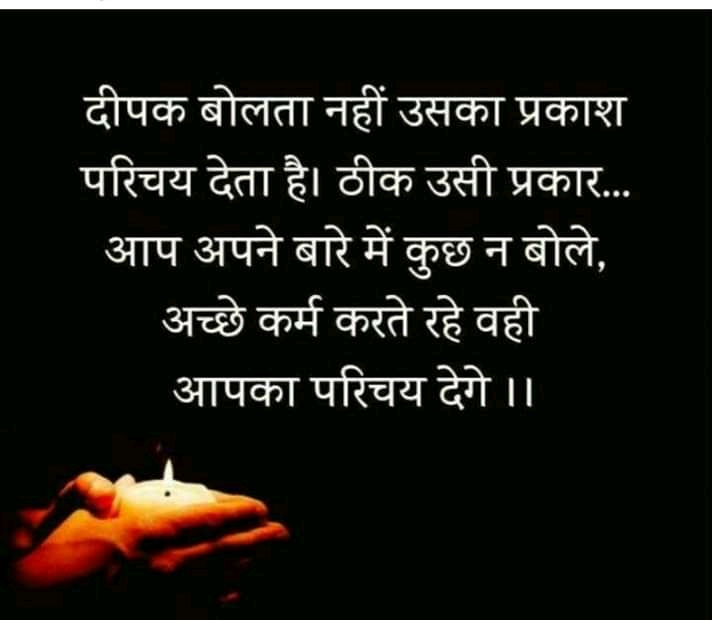 दीपक बोलता नहीं उसका प्रकाश
परिचय देता है। ठीक उसी प्रकार...
आप अपने बारे में कुछ न बोले,
अच्छे कर्म करते रहे वही
आपका परिचय देगे ।।